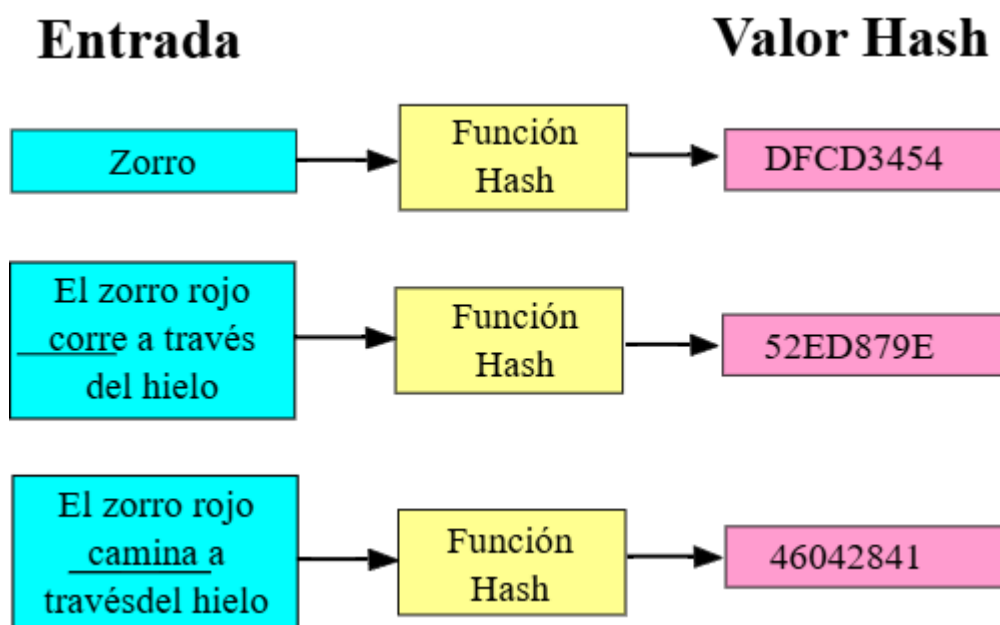 Entrada
Valor Hash
Zorro
Función
Hash
DFCD3454
El zorro rojo
corre a través
del hielo
Función
Hash
52ED879E
El zorro rojo
camina a
travésdel hielo
Función
Hash
46042841